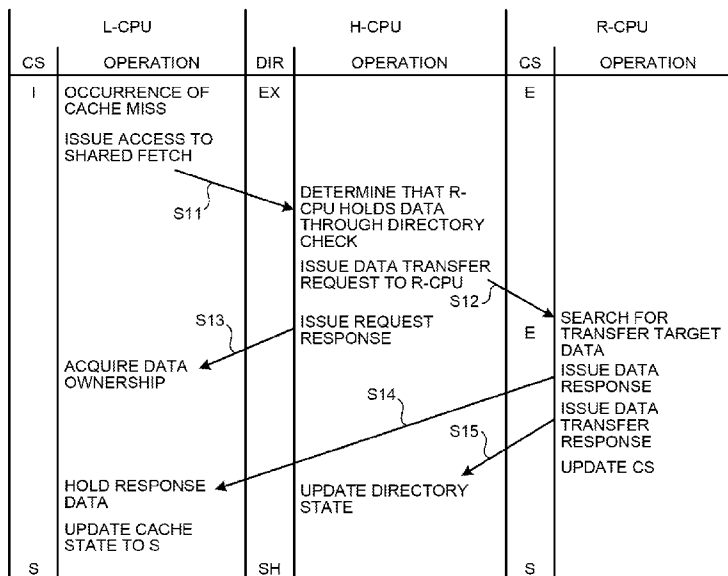 L-CPU
H-CPU
R-CPU
CS
OPERATION
DIR
OPERATION
CS
OPERATION
I
OCCURRENCE OF
CACHE MISS
EX
E
ISSUE ACCESS TO
SHARED FETCH
S11
DETERMINE THAT R-
CPU HOLDS DATA
THROUGH DIRECTORY
CHECK
ISSUE DATA TRANSFER
REQUEST TO R-CPU
S12
S13
ISSUE REQUEST
RESPONSE
E
SEARCH FOR
TRANSFER TARGET
DATA
ACQUIRE DATA
OWNERSHIP
ISSUE DATA
RESPONSE
S14
ISSUE DATA
TRANSFER
RESPONSE
S15
UPDATE CS
HOLD RESPONSE
DATA
UPDATE DIRECTORY
STATE
UPDATE CACHE
STATE TO S
S
SH
S